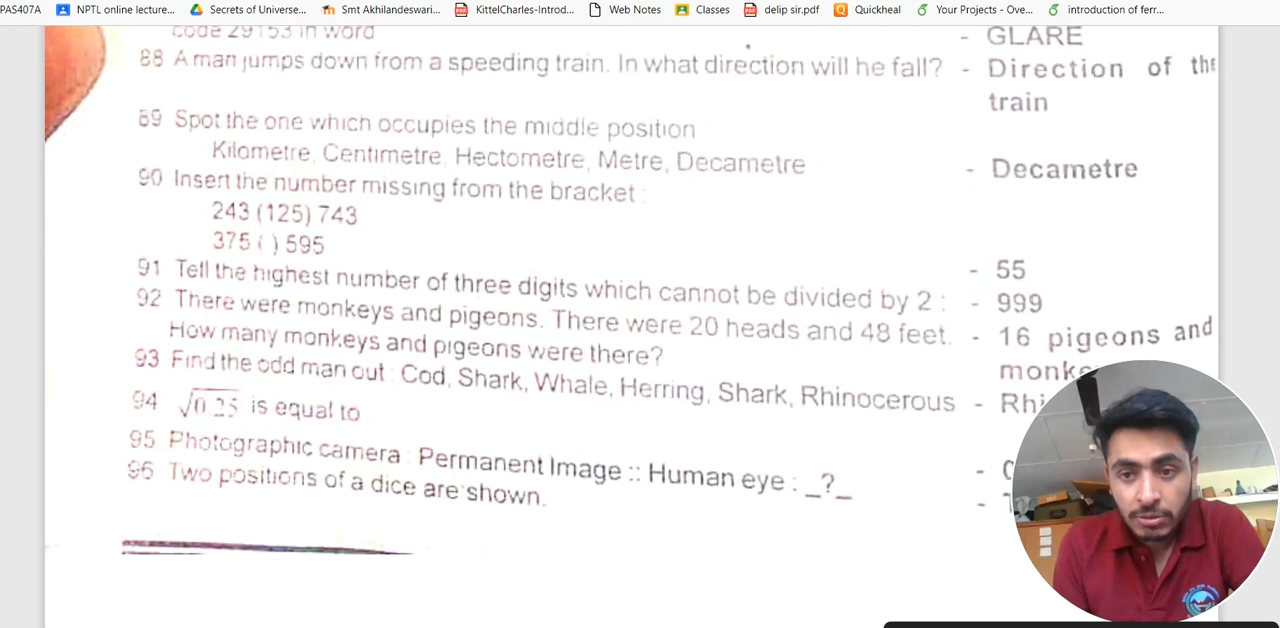 PAS407A NPTL online lecture... Secrets of Universe... Smt Akhilandeswari... KittelCharles-Introd... Web Notes Classes delip sir.pdf Quickheal Your Projects - Ove... introduction of ferr...
code 29153 in word - GLARE
88 A man jumps down from a speeding train. In what direction will he fall? - Direction of the
train
89 Spot the one which occupies the middle position
Kilometre, Centimetre, Hectometre, Metre, Decametre - Decametre
90 Insert the number missing from the bracket :
243 (125) 743
375 ( ) 595 - 55
91 Tell the highest number of three digits which cannot be divided by 2 : - 999
92 There were monkeys and pigeons. There were 20 heads and 48 feet. - 16 pigeons and
How many monkeys and pigeons were there?
93 Find the odd man out : Cod, Shark, Whale, Herring, Shark, Rhinocerous -
94 √0.25 is equal to
95 Photographic camera : Permanent Image :: Human eye : _?_ -
96 Two positions of a dice are shown. -